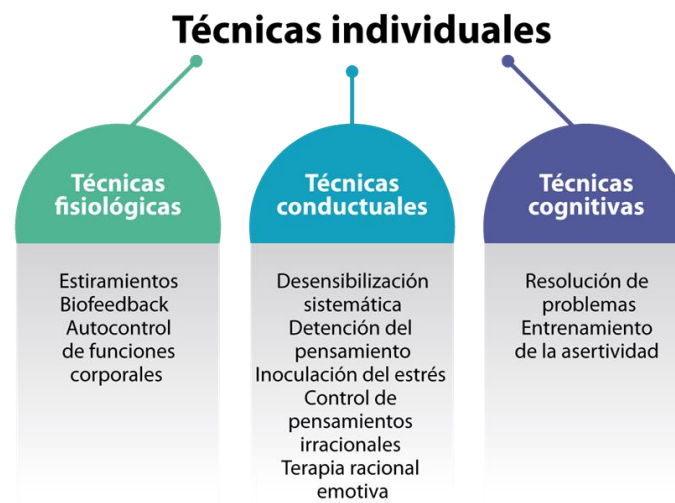 Técnicas individuales
Técnicas
fisiológicas
Estiramientos
Biofeedback
Autocontrol
de funciones
corporales
Técnicas
conductuales
Desensibilización
sistemática
Detención del
pensamiento
Inoculación del estrés
Control de
pensamientos
irracionales
Terapia racional
emotiva
Técnicas
cognitivas
Resolución de
problemas
Entrenamiento
de la asertividad